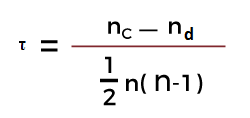 τ = (n_c — n_d) / (1/2 n(n-1))